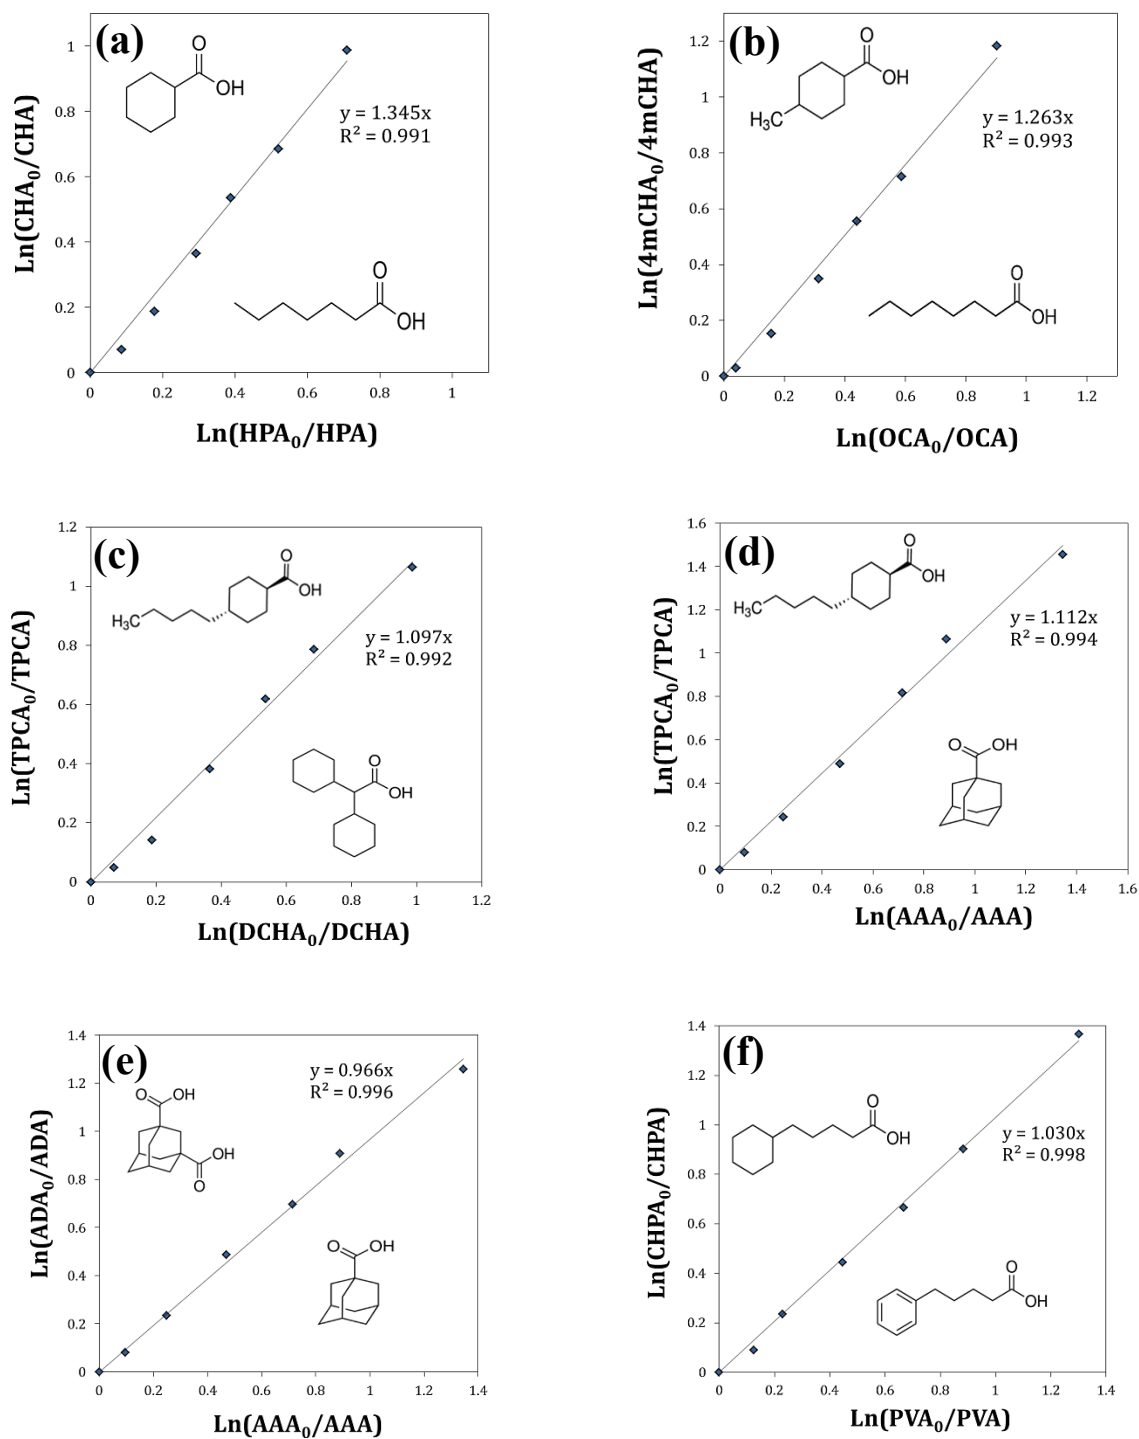 (a)
Ln(CHA₀/CHA)
1
0.8
0.6
0.4
0.2
0
O
OH
y = 1.345x
R² = 0.991
O
OH
0
0.2
0.4
0.6
0.8
1
Ln(HPA₀/HPA)
(b)
Ln(4mCHA₀/4mCHA)
1.2
1
0.8
0.6
0.4
0.2
0
O
OH
H₃C
y = 1.263x
R² = 0.993
O
OH
0
0.2
0.4
0.6
0.8
1
1.2
Ln(OCA₀/OCA)
(c)
Ln(TPCA₀/TPCA)
1.2
1
0.8
0.6
0.4
0.2
0
O
OH
H₃C
y = 1.097x
R² = 0.992
O
OH
0
0.2
0.4
0.6
0.8
1
1.2
Ln(DCHA₀/DCHA)
(d)
Ln(TPCA₀/TPCA)
1.6
1.4
1.2
1
0.8
0.6
0.4
0.2
0
O
OH
H₃C
y = 1.112x
R² = 0.994
O
OH
0
0.2
0.4
0.6
0.8
1
1.2
1.4
1.6
Ln(AAA₀/AAA)
(e)
Ln(ADA₀/ADA)
1.4
1.2
1
0.8
0.6
0.4
0.2
0
O
OH
OH
O
y = 0.966x
R² = 0.996
O
OH
0
0.2
0.4
0.6
0.8
1
1.2
1.4
Ln(AAA₀/AAA)
(f)
Ln(CHPA₀/CHPA)
1.4
1.2
1
0.8
0.6
0.4
0.2
0
O
OH
y = 1.030x
R² = 0.998
O
OH
0
0.2
0.4
0.6
0.8
1
1.2
1.4
Ln(PVA₀/PVA)